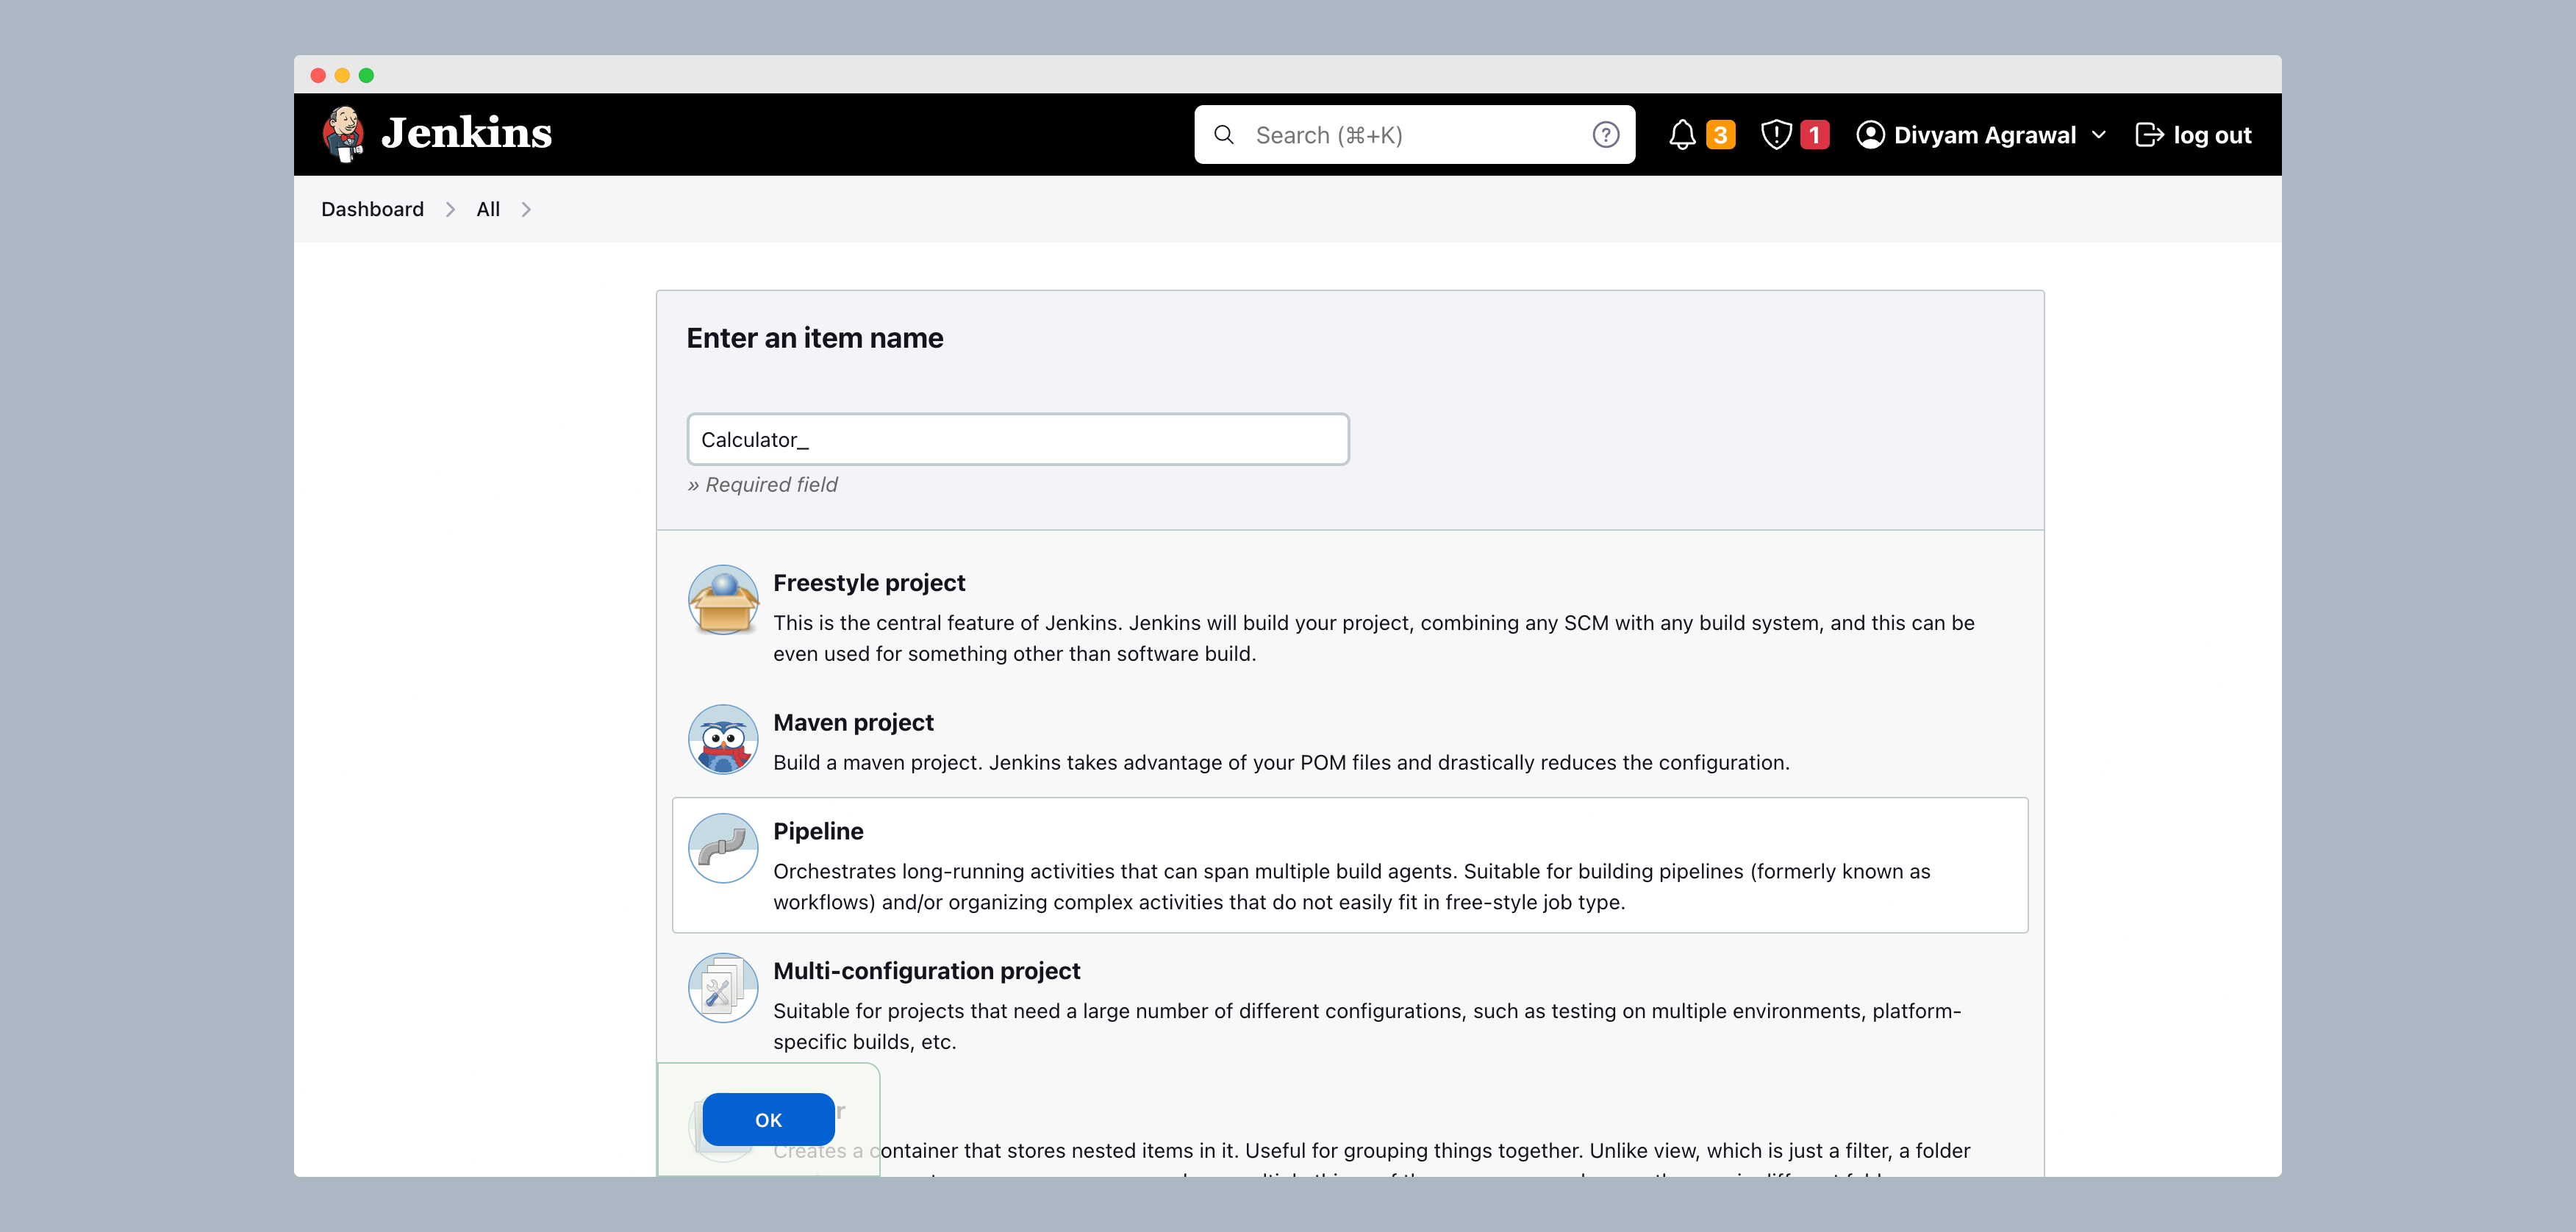 Jenkins
Search (⌘+K)
3
1
Divyam Agrawal
log out
Dashboard
All
Enter an item name
Calculator_
» Required field
Freestyle project
This is the central feature of Jenkins. Jenkins will build your project, combining any SCM with any build system, and this can be
even used for something other than software build.
Maven project
Build a maven project. Jenkins takes advantage of your POM files and drastically reduces the configuration.
Pipeline
Orchestrates long-running activities that can span multiple build agents. Suitable for building pipelines (formerly known as
workflows) and/or organizing complex activities that do not easily fit in free-style job type.
Multi-configuration project
Suitable for projects that need a large number of different configurations, such as testing on multiple environments, platform-
specific builds, etc.
OK
Creates a container that stores nested items in it. Useful for grouping things together. Unlike view, which is just a filter, a folder